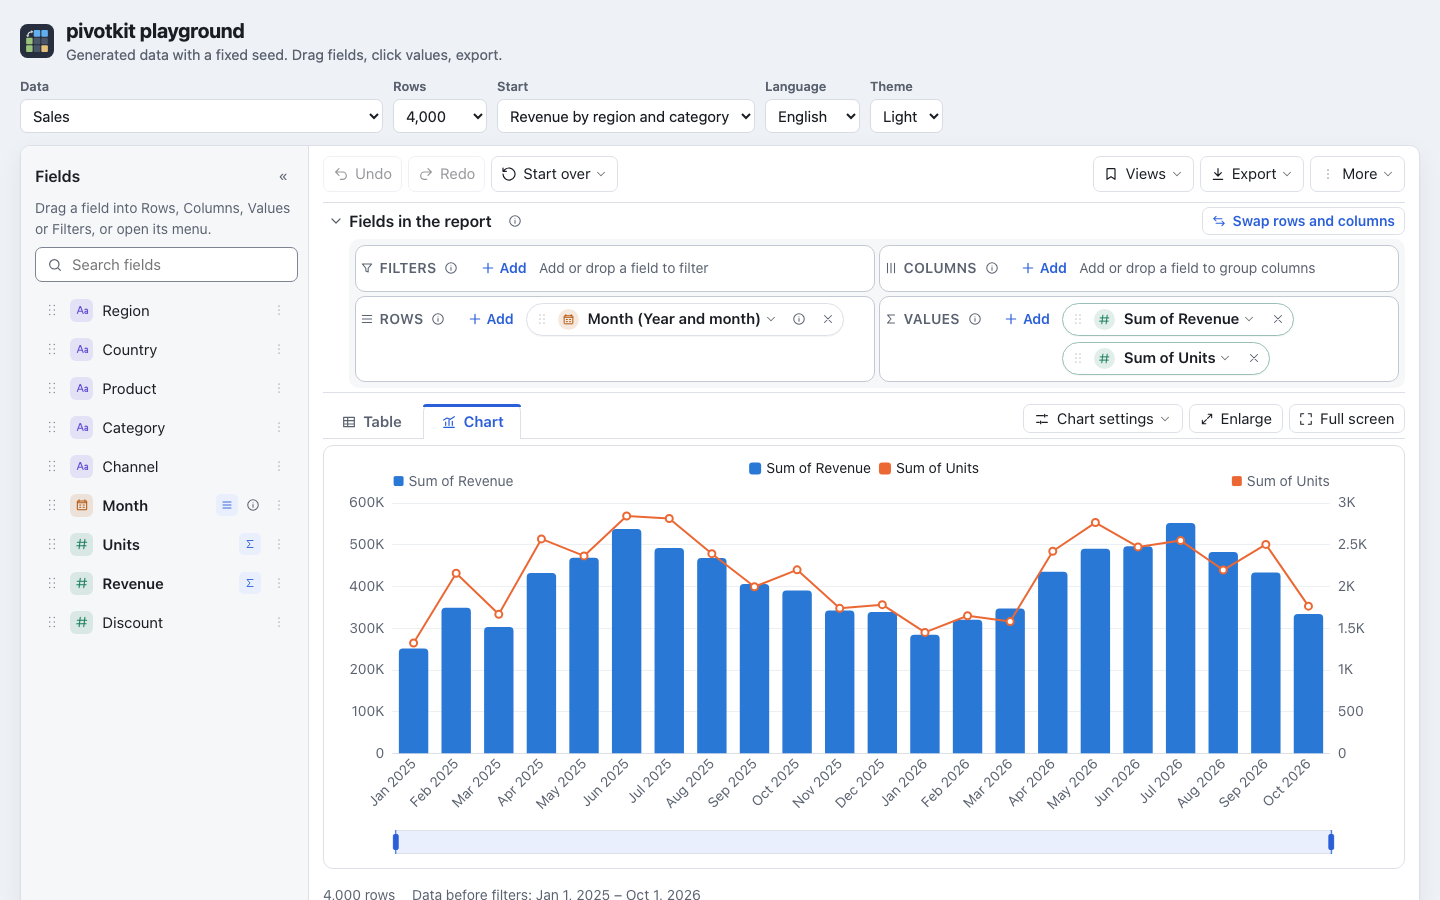 pivotkit playground
Generated data with a fixed seed. Drag fields, click values, export.
Data
Rows
Start
Language
Theme
Sales
4,000
Revenue by region and category
English
Light
Fields
«
Drag a field into Rows, Columns, Values
or Filters, or open its menu.
Search fields
Aa Region
Aa Country
Aa Product
Aa Category
Aa Channel
Month
# Units Σ
# Revenue Σ
# Discount
Undo
Redo
Start over
Views
Export
More
Fields in the report
Swap rows and columns
FILTERS
+ Add
Add or drop a field to filter
COLUMNS
+ Add
Add or drop a field to group columns
ROWS
+ Add
Month (Year and month)
Σ VALUES
+ Add
# Sum of Revenue
# Sum of Units
Table
Chart
Chart settings
Enlarge
Full screen
Sum of Revenue
Sum of Units
Sum of Revenue
Sum of Units
600K
500K
400K
300K
200K
100K
0
3K
2.5K
2K
1.5K
1K
500
0
Jan 2025
Feb 2025
Mar 2025
Apr 2025
May 2025
Jun 2025
Jul 2025
Aug 2025
Sep 2025
Oct 2025
Nov 2025
Dec 2025
Jan 2026
Feb 2026
Mar 2026
Apr 2026
May 2026
Jun 2026
Jul 2026
Aug 2026
Sep 2026
Oct 2026
4,000 rows
Data before filters: Jan 1, 2025 – Oct 1, 2026